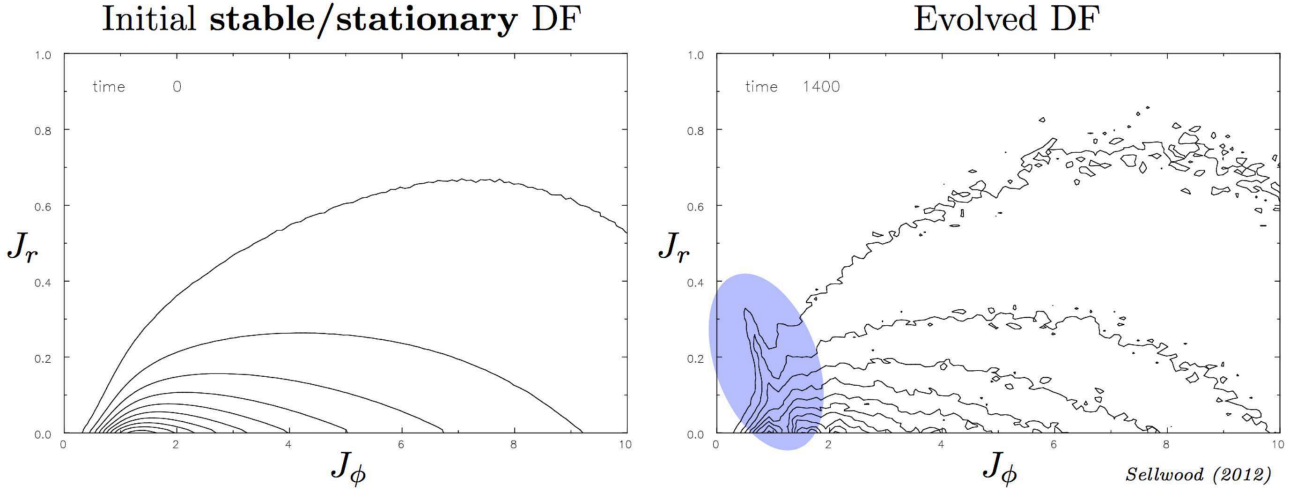 Initial stable/stationary DF
time 0
1.0
0.8
0.6
0.4
0.2
0.0
0 2 4 6 8 10
J_r
J_ϕ
Evolved DF
time 1400
1.0
0.8
0.6
0.4
0.2
0.0
0 2 4 6 8 10
J_r
J_ϕ
Sellwood (2012)